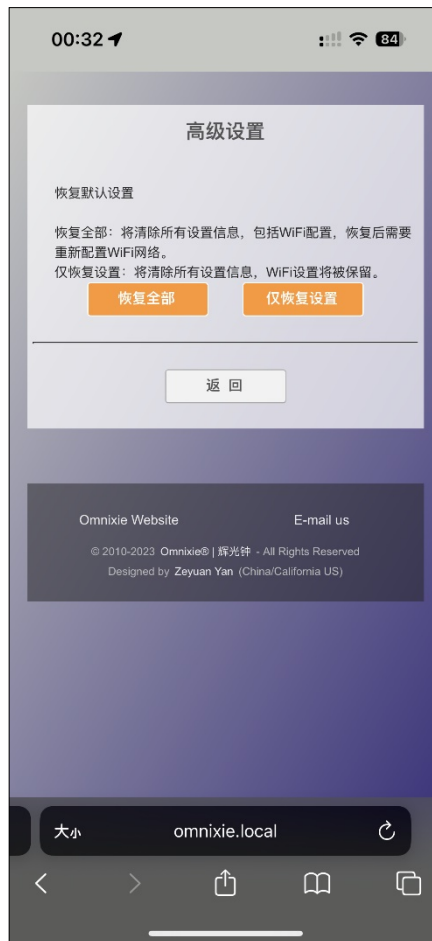 00:32
84
高级设置
恢复默认设置
恢复全部：将清除所有设置信息，包括WiFi配置，恢复后需要
重新配置WiFi网络。
仅恢复设置：将清除所有设置信息，WiFi设置将被保留。
恢复全部 仅恢复设置
返 回
Omnixie Website E-mail us
© 2010-2023 Omnixie® | 辉光钟 - All Rights Reserved
Designed by Zeyuan Yan (China/California US)
大小 omnixie.local